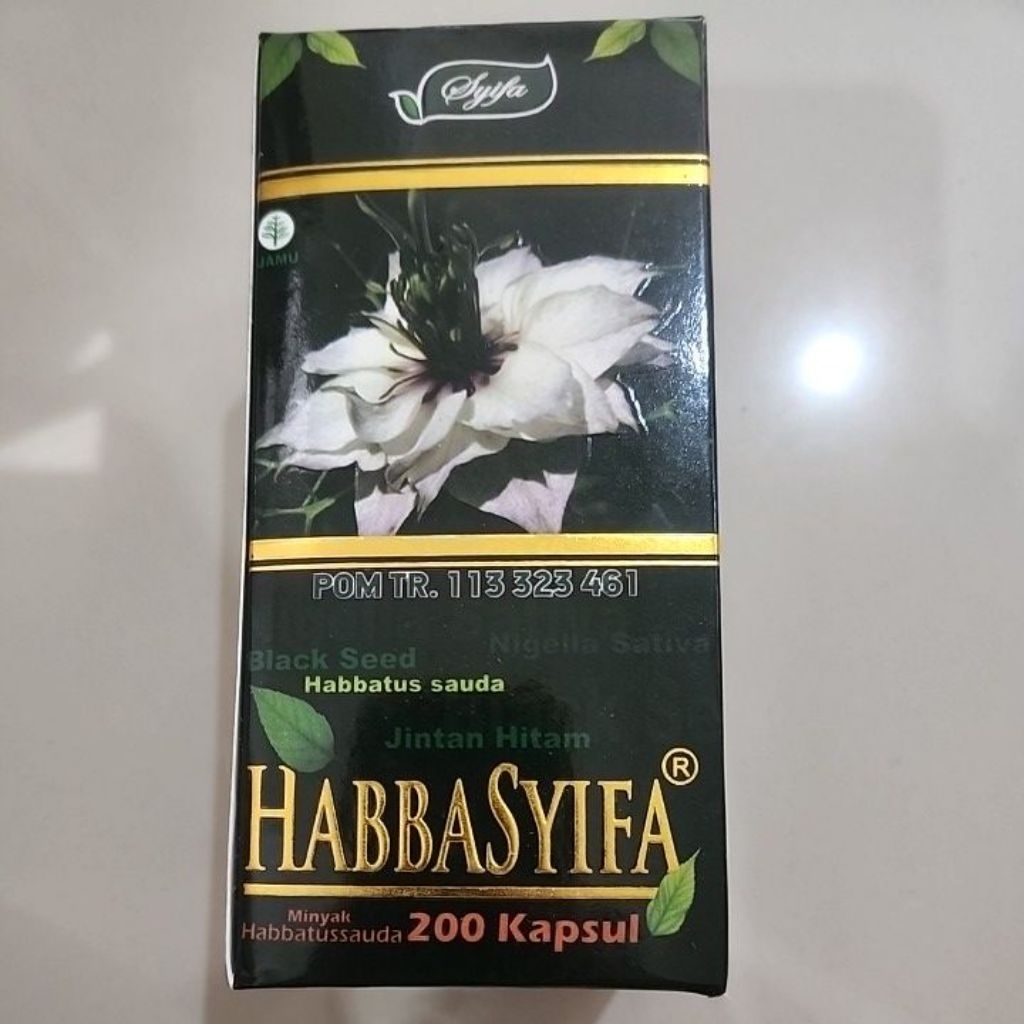 Syifa
JAMU
POM TR. 113 323 461
Nigella Sativa
Black Seed
Habbatus sauda
Jintan Hitam
HABBASYIFA®
Minyak
Habbatussauda 200 Kapsul